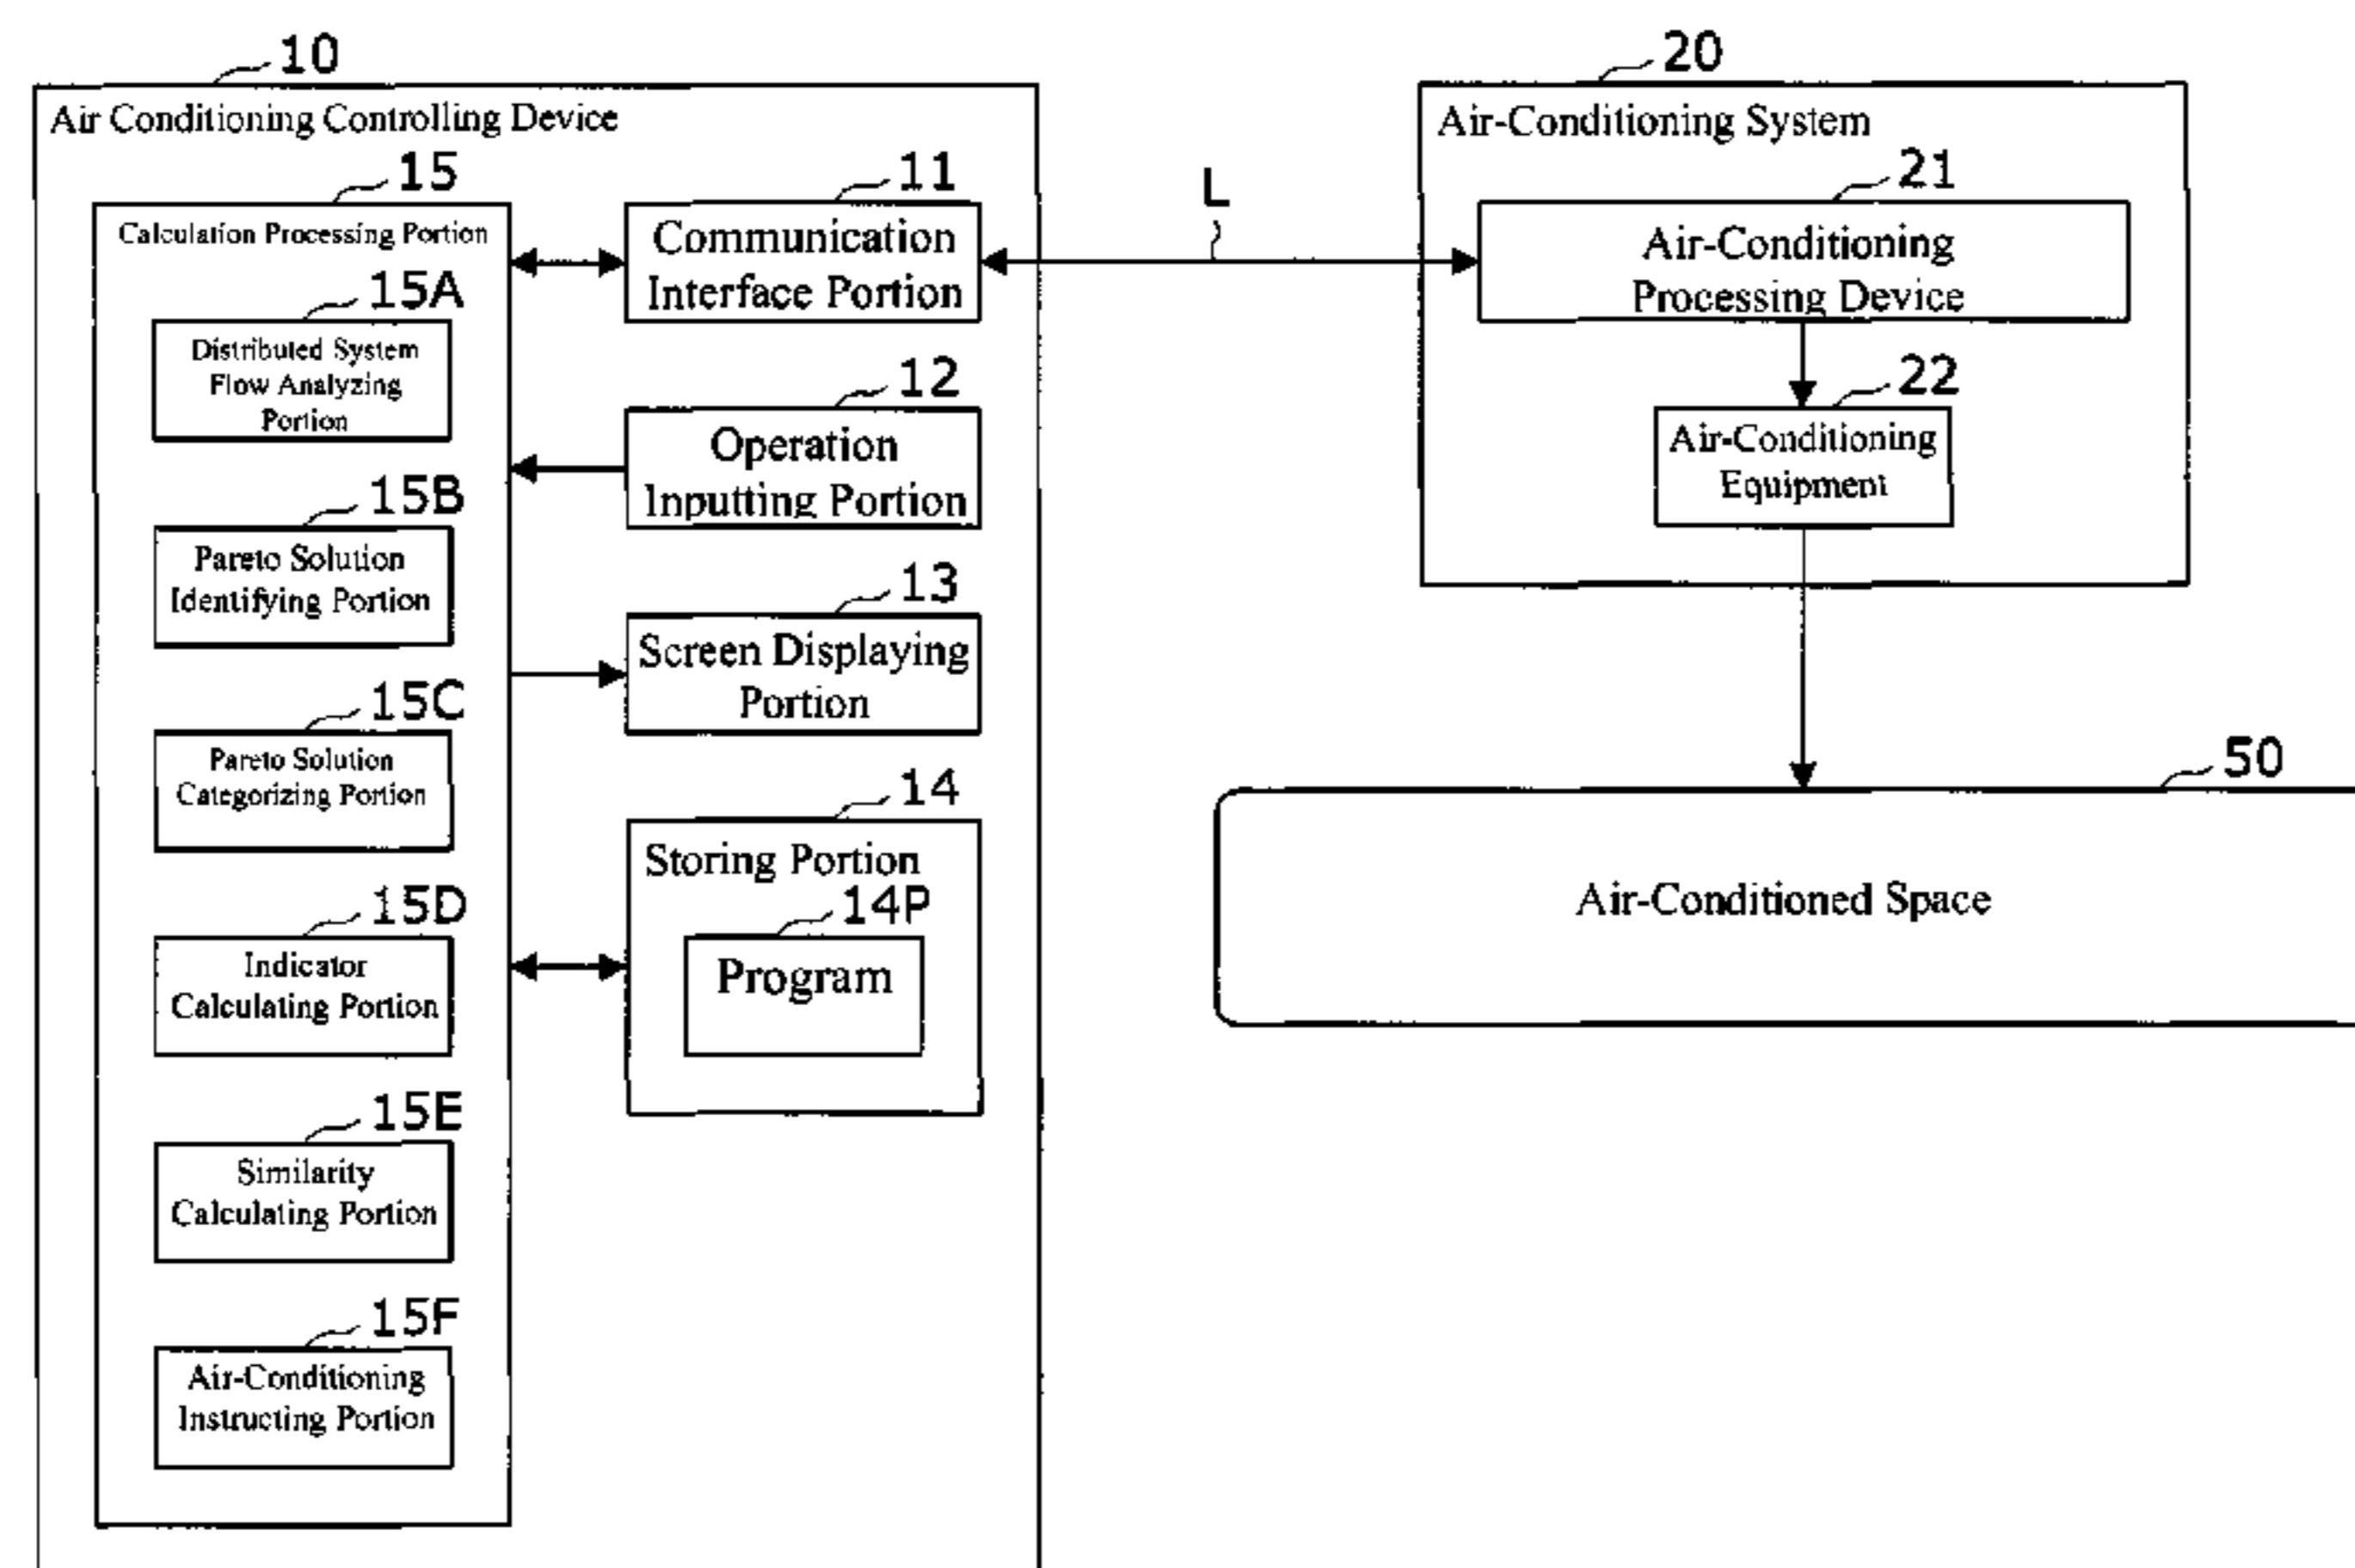 10
Air Conditioning Controlling Device
15
Calculation Processing Portion
15A
Distributed System
Flow Analyzing
Portion
15B
Pareto Solution
Identifying Portion
15C
Pareto Solution
Categorizing Portion
15D
Indicator
Calculating Portion
15E
Similarity
Calculating Portion
15F
Air-Conditioning
Instructing Portion
11
Communication
Interface Portion
12
Operation
Inputting Portion
13
Screen Displaying
Portion
14
Storing Portion
14P
Program
L
20
Air-Conditioning System
21
Air-Conditioning
Processing Device
22
Air-Conditioning
Equipment
50
Air-Conditioned Space